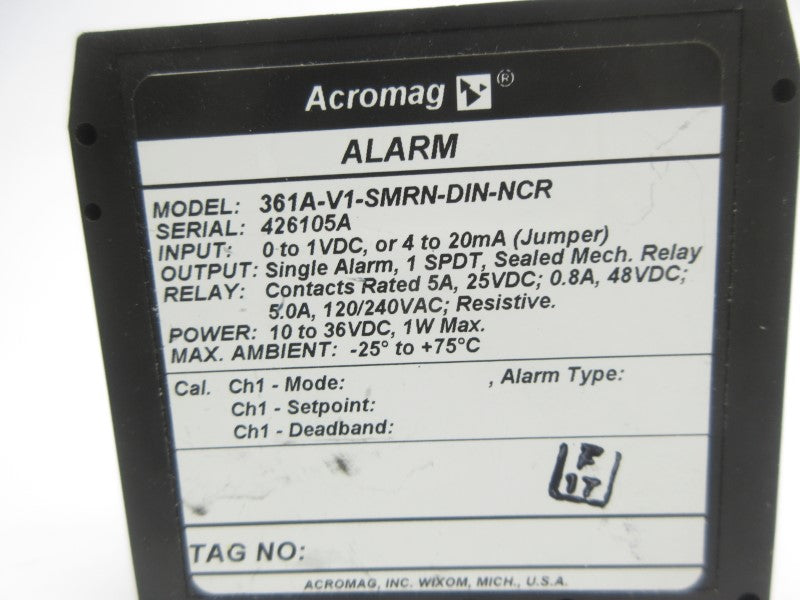 Acromag ®
ALARM
MODEL: 361A-V1-SMRN-DIN-NCR
SERIAL: 426105A
INPUT: 0 to 1VDC, or 4 to 20mA (Jumper)
OUTPUT: Single Alarm, 1 SPDT, Sealed Mech. Relay
RELAY: Contacts Rated 5A, 25VDC; 0.8A, 48VDC;
5.0A, 120/240VAC; Resistive.
POWER: 10 to 36VDC, 1W Max.
MAX. AMBIENT: -25° to +75°C
Cal. Ch1 - Mode: , Alarm Type:
Ch1 - Setpoint:
Ch1 - Deadband:
F
17
TAG NO:
ACROMAG, INC. WIXOM, MICH., U.S.A.